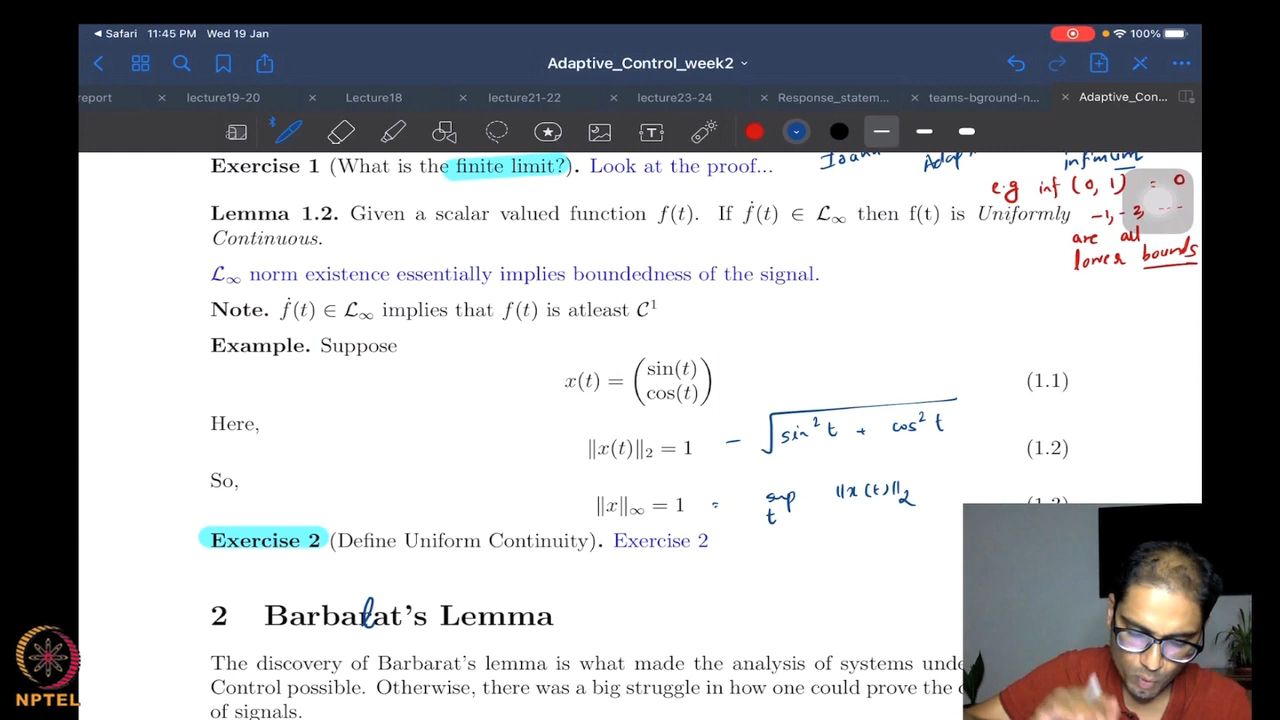 Safari 11:45 PM Wed 19 Jan 100%
Adaptive_Control_week2
report lecture19-20 Lecture18 lecture21-22 lecture23-24 Response_statem... teams-bground-n... Adaptive_Con...
infimum
Exercise 1 (What is the finite limit?). Look at the proof...
e.g inf (0, 1) = 0
Lemma 1.2. Given a scalar valued function f(t). If ḟ(t) ∈ ℒ∞ then f(t) is Uniformly
Continuous.
-1, -2, ...
are all
lower bounds
ℒ∞ norm existence essentially implies boundedness of the signal.
Note. ḟ(t) ∈ ℒ∞ implies that f(t) is atleast 𝒞¹
Example. Suppose
x(t) = (sin(t) (1.1)
cos(t))
Here,
‖x(t)‖₂ = 1 – √sin² t + cos² t (1.2)
So,
‖x‖∞ = 1 = sup ‖x(t)‖₂
t
Exercise 2 (Define Uniform Continuity). Exercise 2
2 Barbalat's Lemma
The discovery of Barbarat's lemma is what made the analysis of systems unde
Control possible. Otherwise, there was a big struggle in how one could prove the c
of signals.
NPTEL